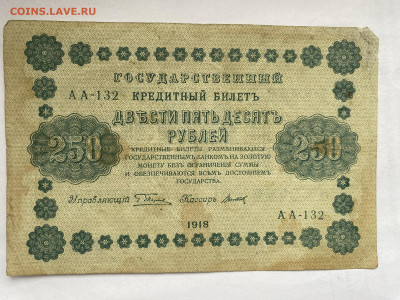 COINS.LAVE.RU
ГОСУДАРСТВЕННЫЙ
АА-132 КРЕДИТНЫЙ БИЛЕТЪ
ДВѢСТИ ПЯТЬДЕСЯТЪ
РУБЛЕЙ
250 250
КРЕДИТНЫЕ БИЛЕТЫ РАЗМѢНИВАЮТСЯ
ГОСУДАРСТВЕННЫМЪ БАНКОМЪ НА ЗОЛОТУЮ
МОНЕТУ БЕЗЪ ОГРАНИЧЕНІЯ СУММЫ
И ОБЕЗПЕЧИВАЮТСЯ ВСѢМЪ ДОСТОЯНІЕМЪ
ГОСУДАРСТВА.
Управляющій Кассиръ
АА-132
1918